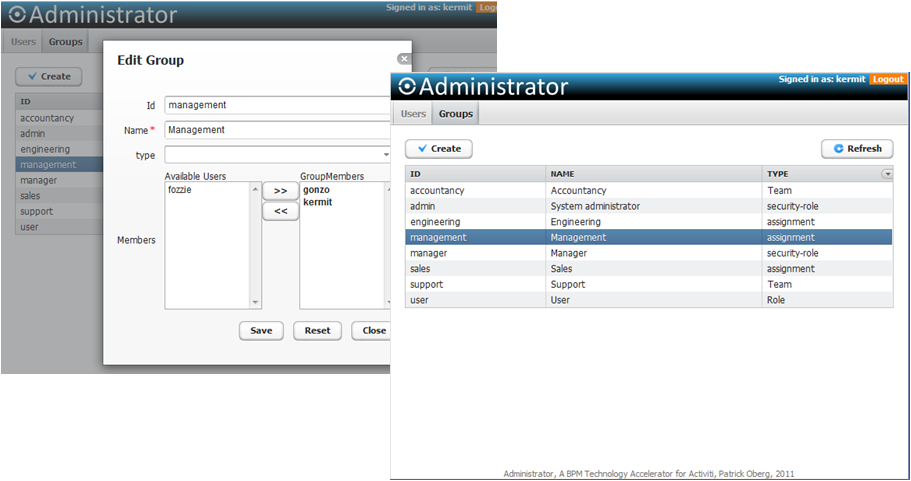 Administrator
Signed in as: kermit
Users Groups
Create
ID
accountancy
admin
engineering
management
manager
sales
support
user
Edit Group
Id management
Name * Management
type
Available Users GroupMembers
fozzie >> gonzo
<< kermit
Members
Save Reset Close
Administrator
Signed in as: kermit Logout
Users Groups
Create Refresh
ID NAME TYPE
accountancy Accountancy Team
admin System administrator security-role
engineering Engineering assignment
management Management assignment
manager Manager security-role
sales Sales assignment
support Support Team
user User Role
Administrator, A BPM Technology Accelerator for Activiti, Patrick Oberg, 2011